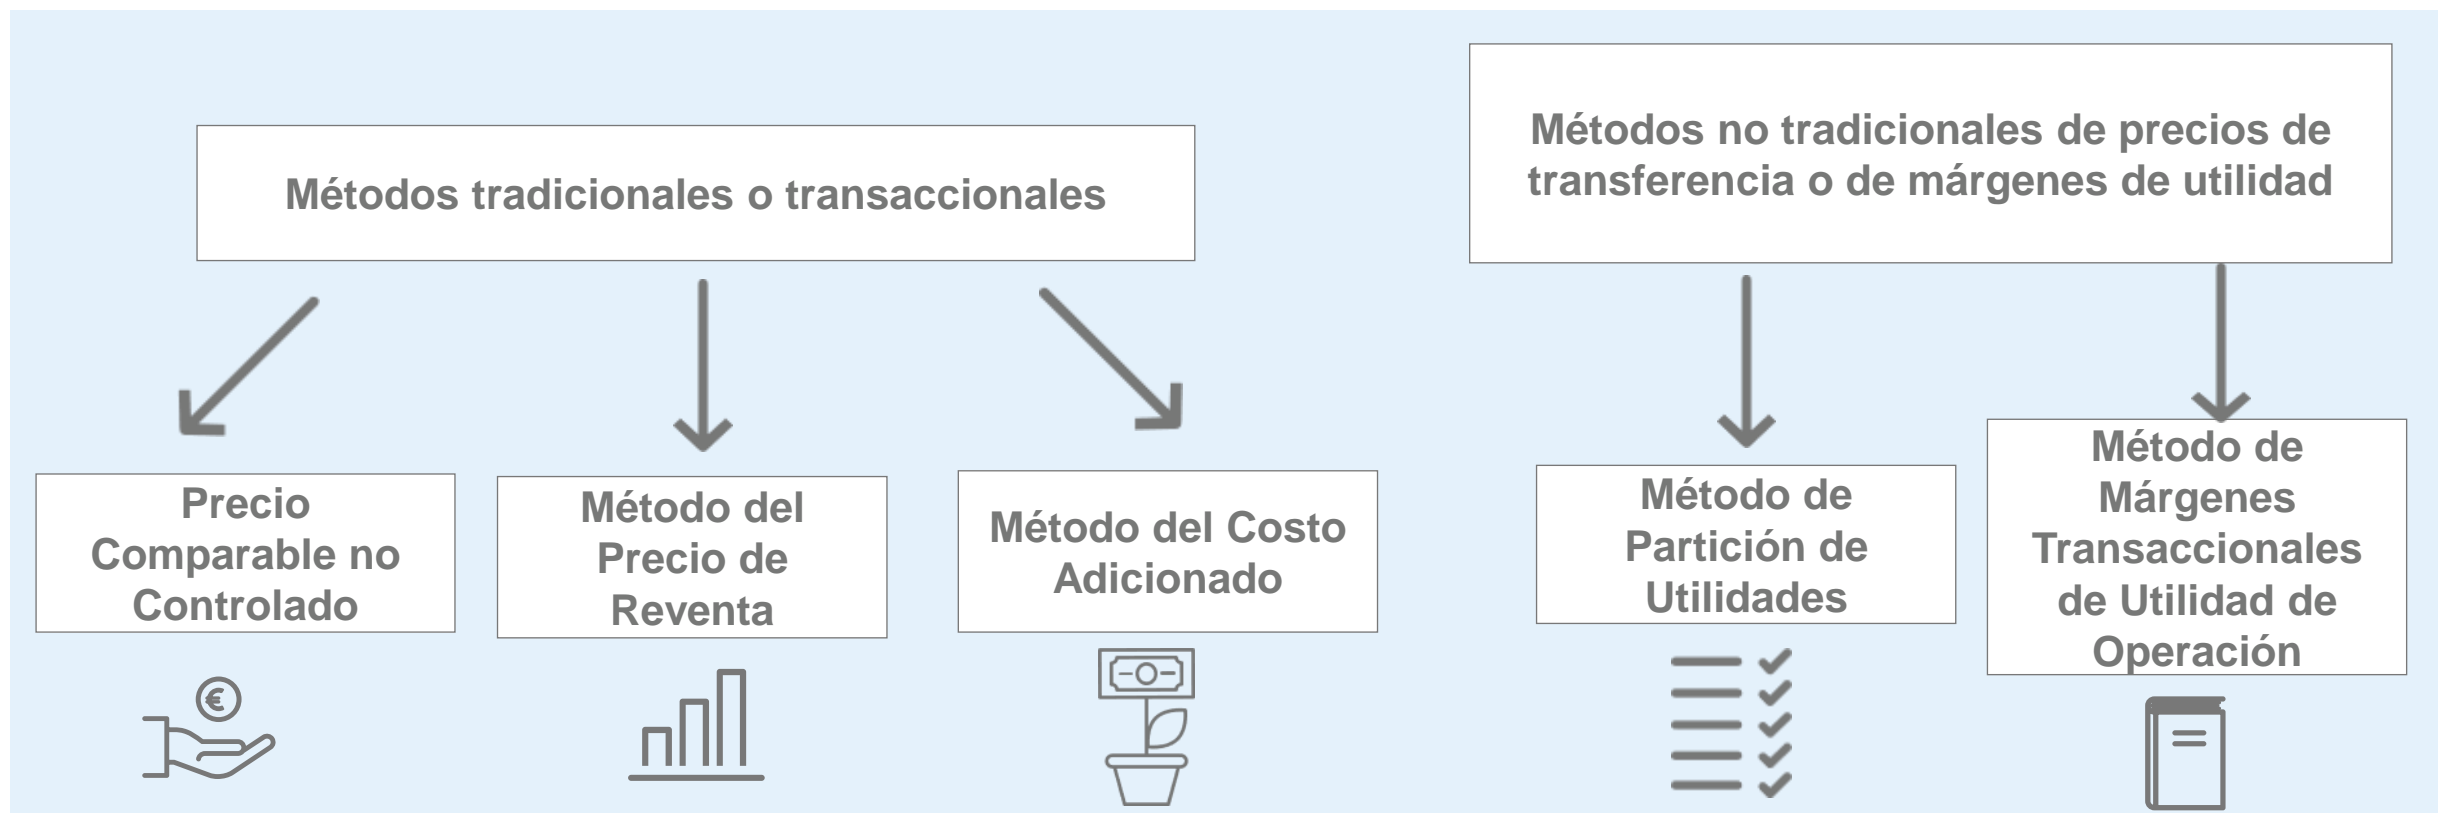 Métodos tradicionales o transaccionales
Métodos no tradicionales de precios de
transferencia o de márgenes de utilidad
Precio
Comparable no
Controlado
Método del
Precio de
Reventa
Método del Costo
Adicionado
Método de
Partición de
Utilidades
Método de
Márgenes
Transaccionales
de Utilidad de
Operación
€